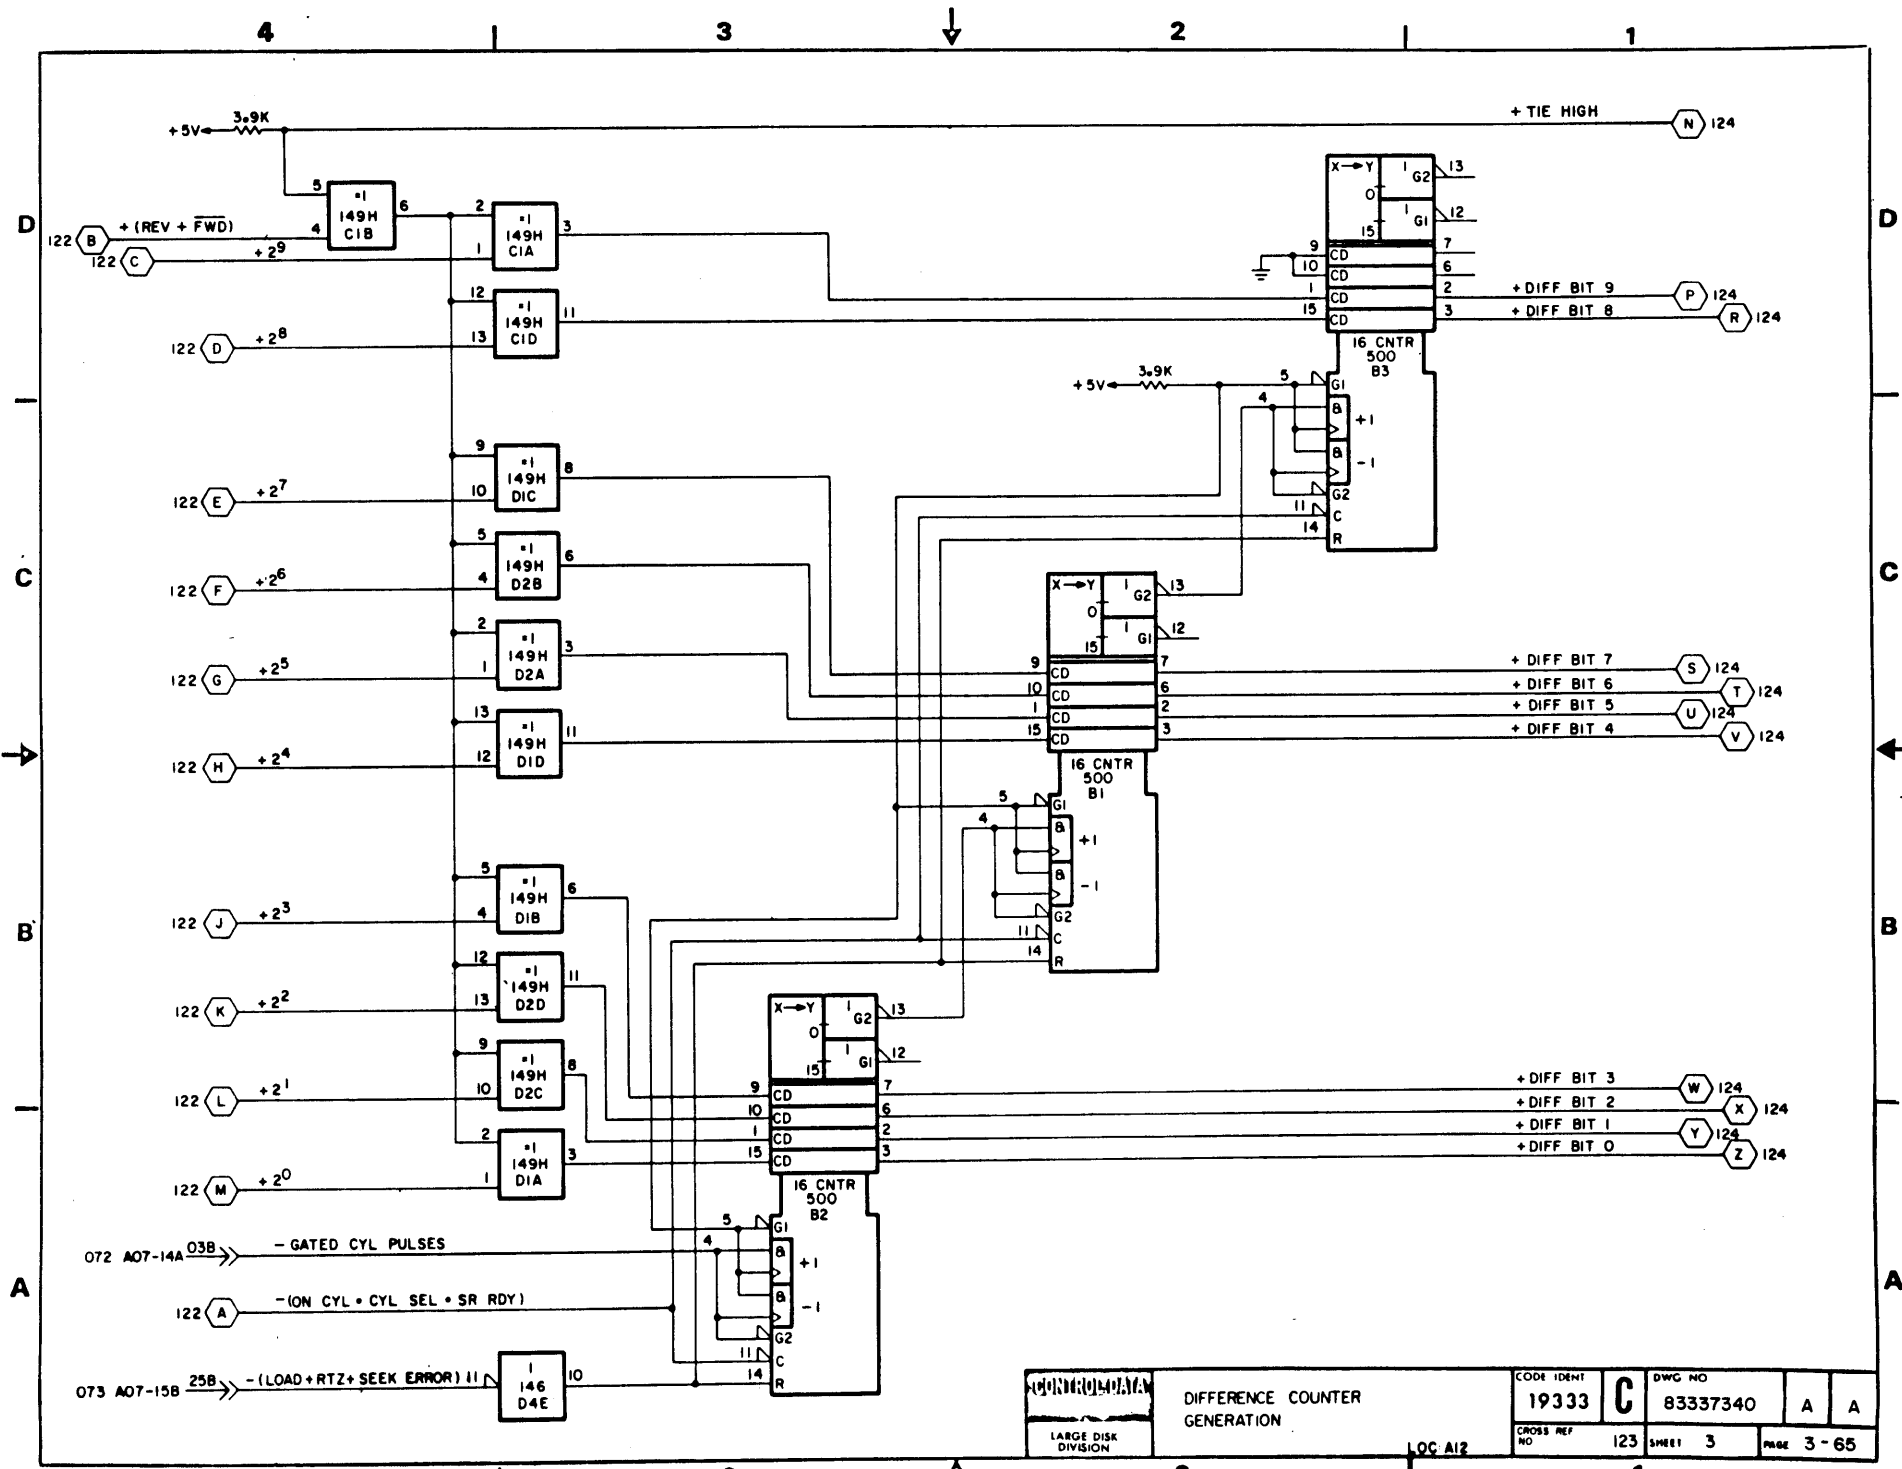 4 3 2 1
+5V 3.9K + TIE HIGH N 124
D D
5 =1 149H C1B 6
122 B + (REV + FWD) 4
122 C +2⁹
2 =1 149H C1A 3
1
12 =1 149H C1D 11
122 D +2⁸ 13
X→Y 1 G2 13
0
1 G1 12
15
9 CD 7
10 CD 6
1 CD 2 + DIFF BIT 9 P 124
15 CD 3 + DIFF BIT 8 R 124
16 CNTR
500
B3
+5V 3.9K 5 G1
4 & +1
& -1
G2
11 C
14 R
C C
9 =1 149H D1C 8
122 E +2⁷ 10
5 =1 149H D2B 6
122 F +2⁶ 4
2 =1 149H D2A 3
122 G +2⁵ 1
13 =1 149H D1D 11
122 H +2⁴ 12
X→Y 1 G2 13
0
1 G1 12
15
9 CD 7 + DIFF BIT 7 S 124
10 CD 6 + DIFF BIT 6 T 124
1 CD 2 + DIFF BIT 5 U 124
15 CD 3 + DIFF BIT 4 V 124
16 CNTR
500
B1
5 G1
4 & +1
& -1
G2
11 C
14 R
B B
5 =1 149H D1B 6
122 J +2³ 4
12 =1 149H D2D 11
122 K +2² 13
9 =1 149H D2C 8
122 L +2¹ 10
2 =1 149H D1A 3
122 M +2⁰ 1
X→Y 1 G2 13
0
1 G1 12
15
9 CD 7 + DIFF BIT 3 W 124
10 CD 6 + DIFF BIT 2 X 124
1 CD 2 + DIFF BIT 1 Y 124
15 CD 3 + DIFF BIT 0 Z 124
16 CNTR
500
B2
5 G1
4 & +1
& -1
G2
11 C
14 R
A A
072 A07-14A 03B - GATED CYL PULSES
122 A -(ON CYL • CYL SEL • SR RDY)
073 A07-15B 25B -(LOAD+RTZ+ SEEK ERROR) 11 1 146 D4E 10
CONTROL DATA
LARGE DISK
DIVISION
DIFFERENCE COUNTER
GENERATION
LOC A12
CODE IDENT
19333
C
DWG NO
83337340
A A
CROSS REF
NO 123
SHEET 3
PAGE 3-65